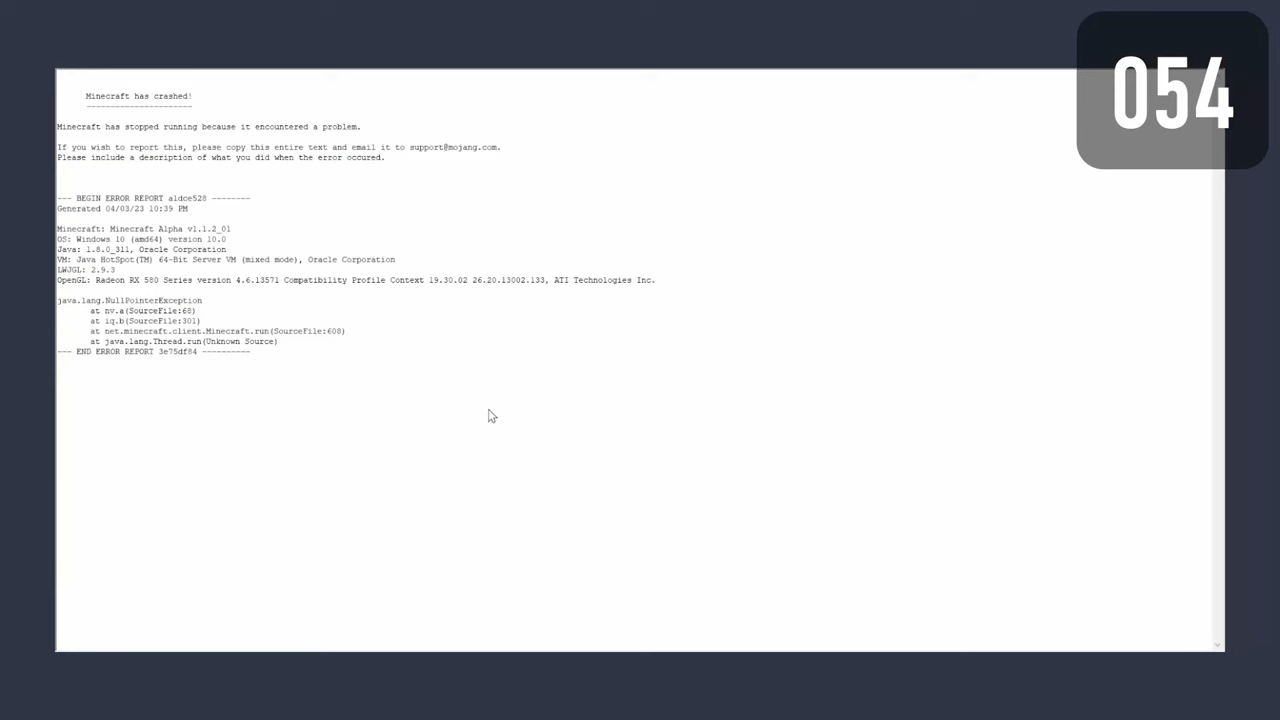 054
Minecraft has crashed!
----------------------
Minecraft has stopped running because it encountered a problem.
If you wish to report this, please copy this entire text and email it to support@mojang.com.
Please include a description of what you did when the error occured.
--- BEGIN ERROR REPORT a1dce528 --------
Generated 04/03/23 10:39 PM
Minecraft: Minecraft Alpha v1.1.2_01
OS: Windows 10 (amd64) version 10.0
Java: 1.8.0_311, Oracle Corporation
VM: Java HotSpot(TM) 64-Bit Server VM (mixed mode), Oracle Corporation
LWJGL: 2.9.3
OpenGL: Radeon RX 580 Series version 4.6.13571 Compatibility Profile Context 19.30.02 26.20.13002.133, ATI Technologies Inc.
java.lang.NullPointerException
at nv.a(SourceFile:68)
at iq.b(SourceFile:301)
at net.minecraft.client.Minecraft.run(SourceFile:608)
at java.lang.Thread.run(Unknown Source)
--- END ERROR REPORT 3e75df84 ----------